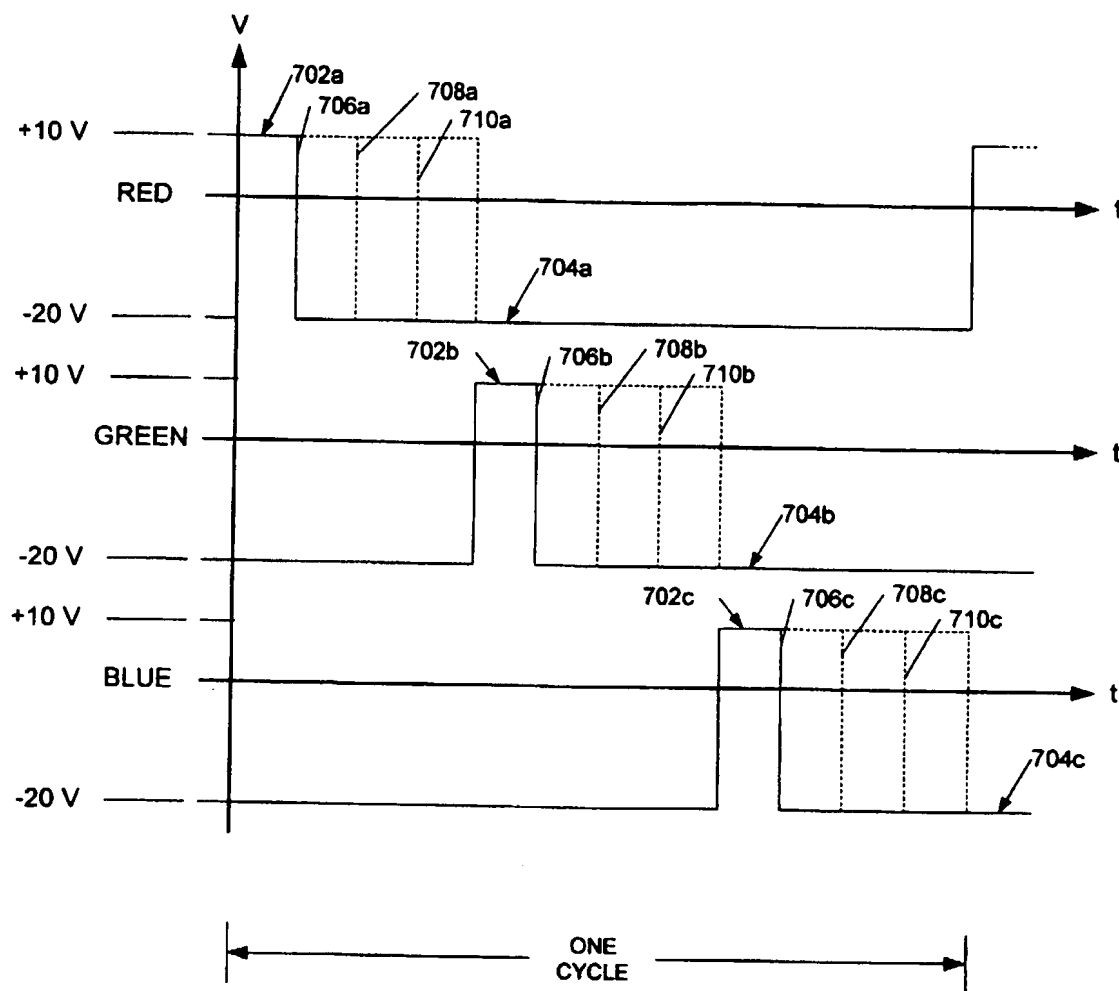 V
702a
706a
708a
710a
+10 V
RED
t
704a
-20 V
702b
706b
708b
710b
+10 V
GREEN
t
704b
-20 V
702c
706c
708c
710c
+10 V
BLUE
t
704c
-20 V
ONE
CYCLE